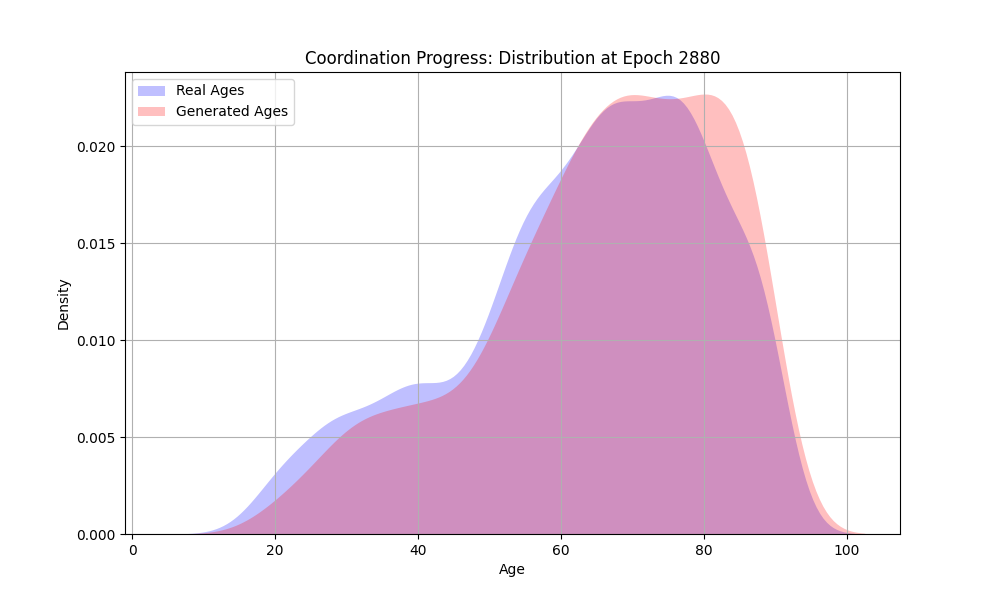 Coordination Progress: Distribution at Epoch 2880
Real Ages
Generated Ages
0.020
0.015
0.010
0.005
0.000
Density
0
20
40
60
80
100
Age